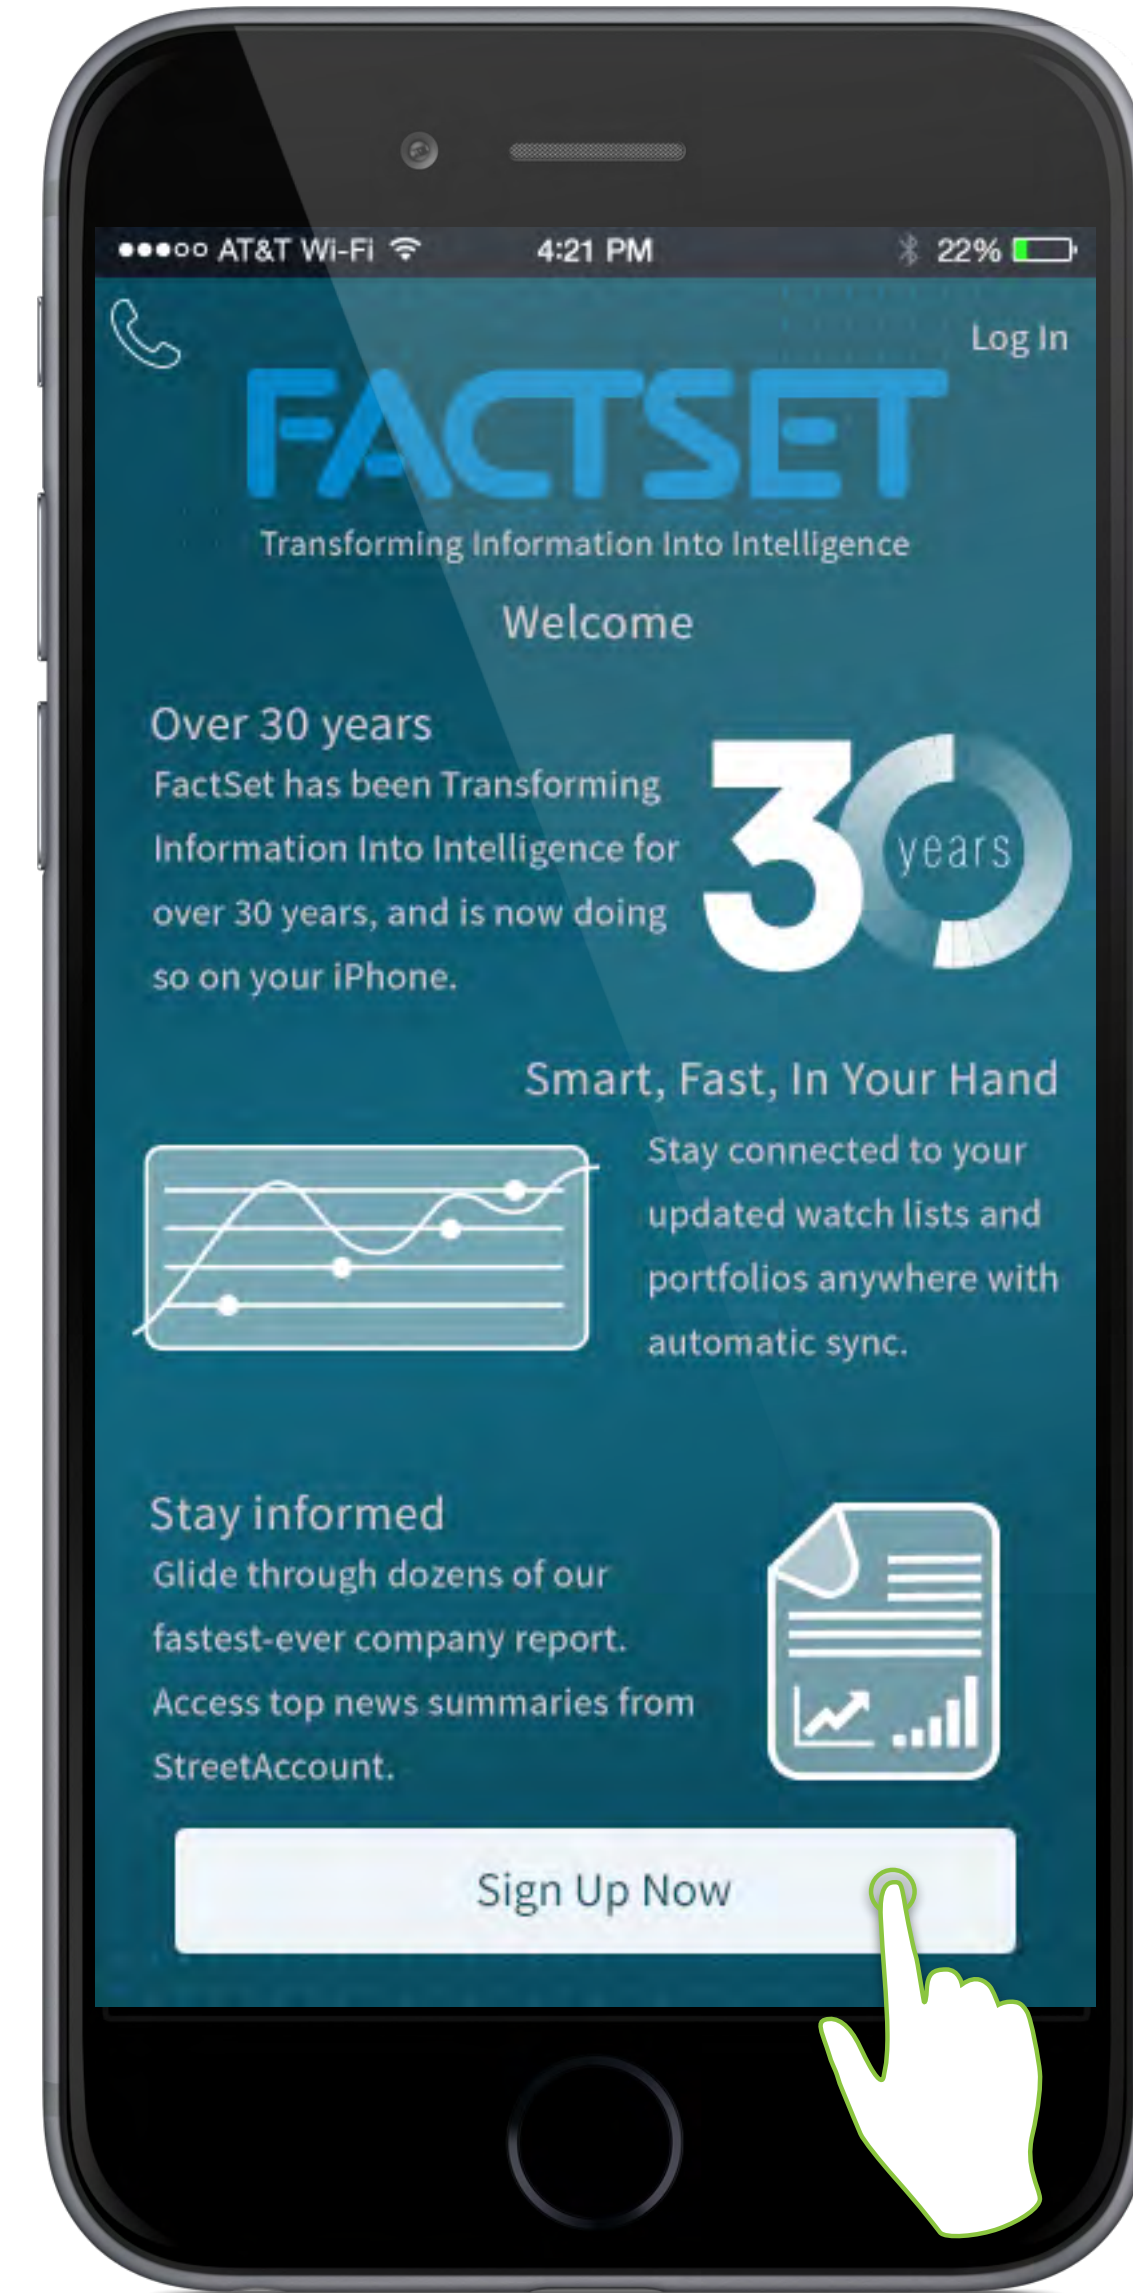 AT&T Wi-Fi 4:21 PM 22%
Log In
FACTSET
Transforming Information Into Intelligence
Welcome
Over 30 years
FactSet has been Transforming
Information Into Intelligence for
over 30 years, and is now doing
so on your iPhone.
30 years
Smart, Fast, In Your Hand
Stay connected to your
updated watch lists and
portfolios anywhere with
automatic sync.
Stay informed
Glide through dozens of our
fastest-ever company report.
Access top news summaries from
StreetAccount.
Sign Up Now